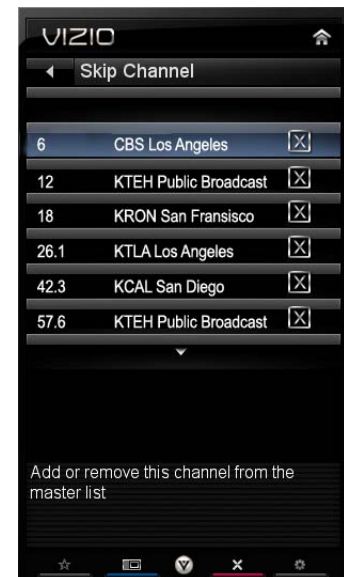 VIZIO
Skip Channel
6 CBS Los Angeles X
12 KTEH Public Broadcast X
18 KRON San Fransisco X
26.1 KTLA Los Angeles X
42.3 KCAL San Diego X
57.6 KTEH Public Broadcast X
Add or remove this channel from the
master list